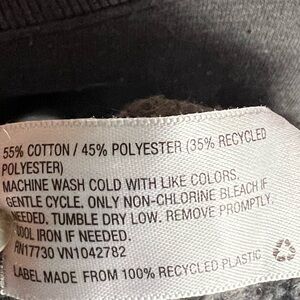 55% COTTON / 45% POLYESTER (35% RECYCLED
POLYESTER)
MACHINE WASH COLD WITH LIKE COLORS.
GENTLE CYCLE. ONLY NON-CHLORINE BLEACH IF
NEEDED. TUMBLE DRY LOW. REMOVE PROMPTLY.
COOL IRON IF NEEDED.
RN17730 VN1042782
LABEL MADE FROM 100% RECYCLED PLASTIC